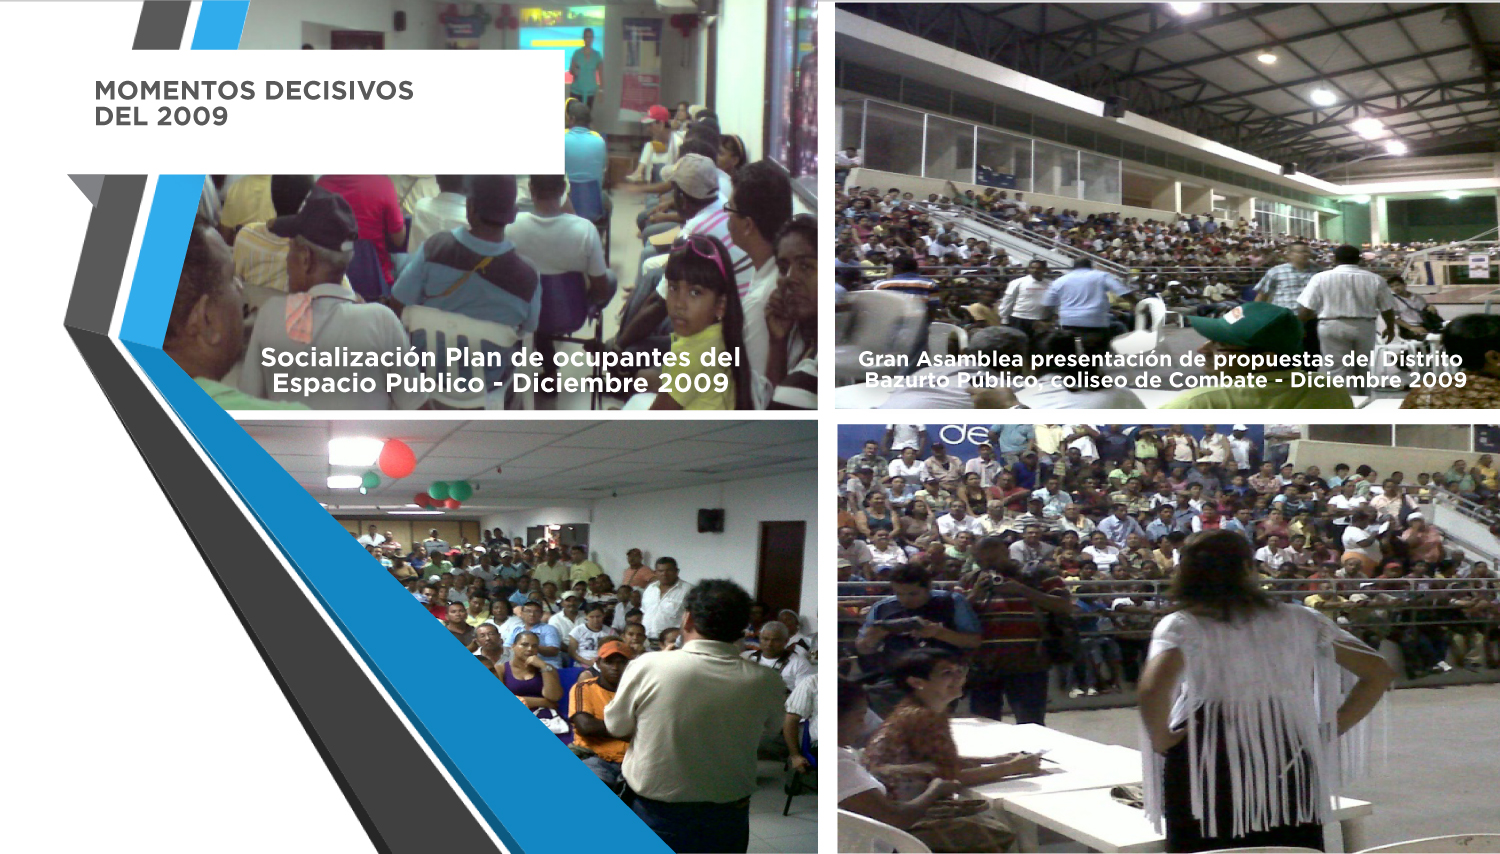 MOMENTOS DECISIVOS
DEL 2009
Socialización Plan de ocupantes del
Espacio Publico - Diciembre 2009
Gran Asamblea presentación de propuestas del Distrito
Bazurto Público, coliseo de Combate - Diciembre 2009
de